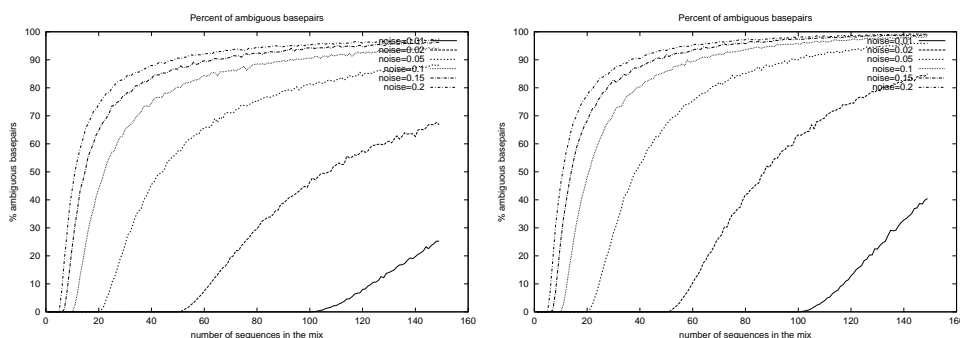 Percent of ambiguous basepairs
% ambiguous basepairs
100
90
80
70
60
50
40
30
20
10
0
noise=0.01
noise=0.02
noise=0.05
noise=0.1
noise=0.15
noise=0.2
0 20 40 60 80 100 120 140 160
number of sequences in the mix
Percent of ambiguous basepairs
% ambiguous basepairs
100
90
80
70
60
50
40
30
20
10
0
noise=0.01
noise=0.02
noise=0.05
noise=0.1
noise=0.15
noise=0.2
0 20 40 60 80 100 120 140 160
number of sequences in the mix